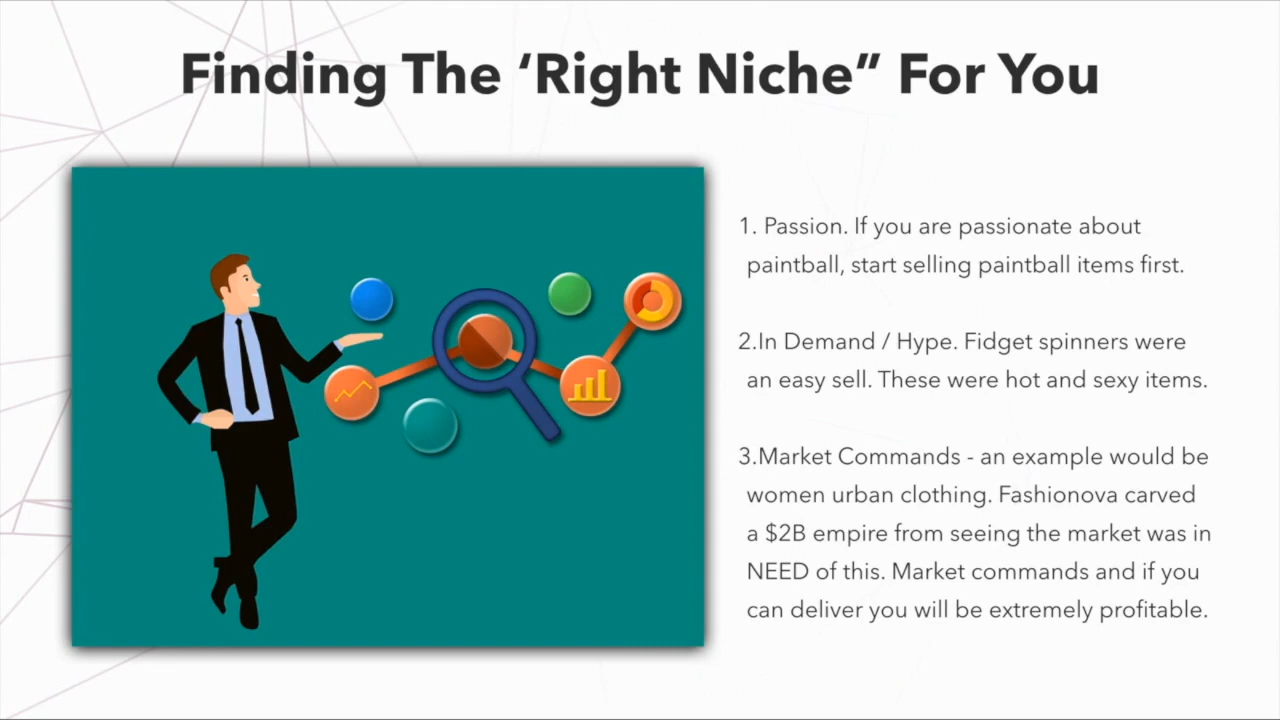 Finding The ‘Right Niche” For You
1. Passion. If you are passionate about
paintball, start selling paintball items first.
2.In Demand / Hype. Fidget spinners were
an easy sell. These were hot and sexy items.
3.Market Commands - an example would be
women urban clothing. Fashionova carved
a $2B empire from seeing the market was in
NEED of this. Market commands and if you
can deliver you will be extremely profitable.